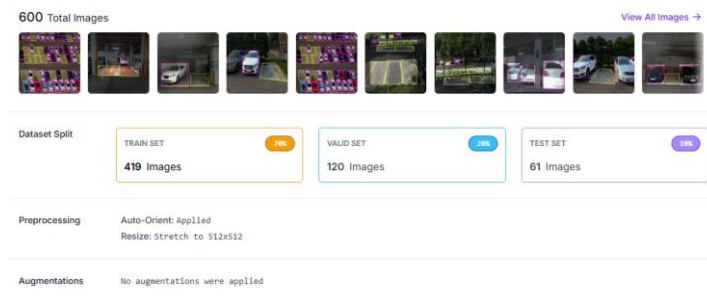 600 Total Images
View All Images →
Dataset Split
TRAIN SET
70%
419 Images
VALID SET
20%
120 Images
TEST SET
10%
61 Images
Preprocessing
Auto-Orient: Applied
Resize: Stretch to 512x512
Augmentations
No augmentations were applied